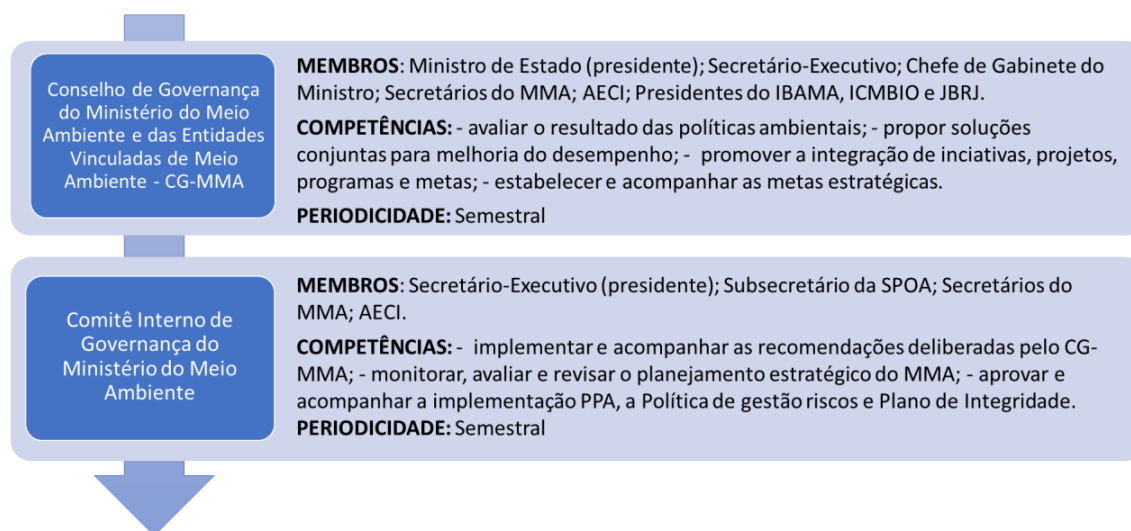 Conselho de Governança
do Ministério do Meio
Ambiente e das Entidades
Vinculadas de Meio
Ambiente - CG-MMA
MEMBROS: Ministro de Estado (presidente); Secretário-Executivo; Chefe de Gabinete do
Ministro; Secretários do MMA; AECI; Presidentes do IBAMA, ICMBIO e JBRJ.
COMPETÊNCIAS: - avaliar o resultado das políticas ambientais; - propor soluções
conjuntas para melhoria do desempenho; - promover a integração de inciativas, projetos,
programas e metas; - estabelecer e acompanhar as metas estratégicas.
PERIODICIDADE: Semestral
Comitê Interno de
Governança do
Ministério do Meio
Ambiente
MEMBROS: Secretário-Executivo (presidente); Subsecretário da SPOA; Secretários do
MMA; AECI.
COMPETÊNCIAS: - implementar e acompanhar as recomendações deliberadas pelo CG-
MMA; - monitorar, avaliar e revisar o planejamento estratégico do MMA; - aprovar e
acompanhar a implementação PPA, a Política de gestão riscos e Plano de Integridade.
PERIODICIDADE: Semestral